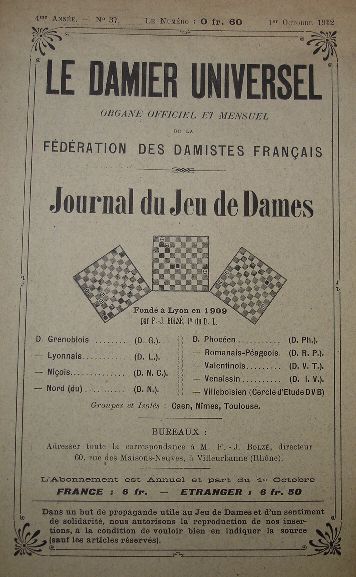 4me ANNÉE. — No 37. LE NUMÉRO : 0 fr. 60 1er OCTOBRE 1912
LE DAMIER UNIVERSEL
ORGANE OFFICIEL ET MENSUEL
DE LA
FÉDÉRATION DES DAMISTES FRANÇAIS
Journal du Jeu de Dames
Fondé à Lyon en 1909
par F.-J. BOLZÉ, Pt du D. L.
D. Grenoblois.......... (D. G.).
— Lyonnais............ (D. L.).
— Niçois.............. (D. N. C.).
— Nord (du).......... (D. N.).
D. Phocéen.......... (D. Ph.).
— Romanais-Péageois. (D. R. P.).
Valentinois........ (D. V. T.).
— Venaissin.......... (D. I. V.).
— Villeboisien (Cercle d'Etude D V B)
Groupes et Isolés : Caen, Nîmes, Toulouse.
BUREAUX :
Adresser toute la correspondance à M. F.-J. BOLZÉ, directeur
60, rue des Maisons-Neuves, à Villeurbanne (Rhône).
L'Abonnement est Annuel et part du 1er Octobre
FRANCE : 6 fr. — ETRANGER : 6 fr. 50
Dans un but de propagande utile au Jeu de Dames et d'un sentiment
de solidarité, nous autorisons la reproduction de nos inser-
tions, à la condition de vouloir bien en indiquer la source
(sauf les articles réservés).